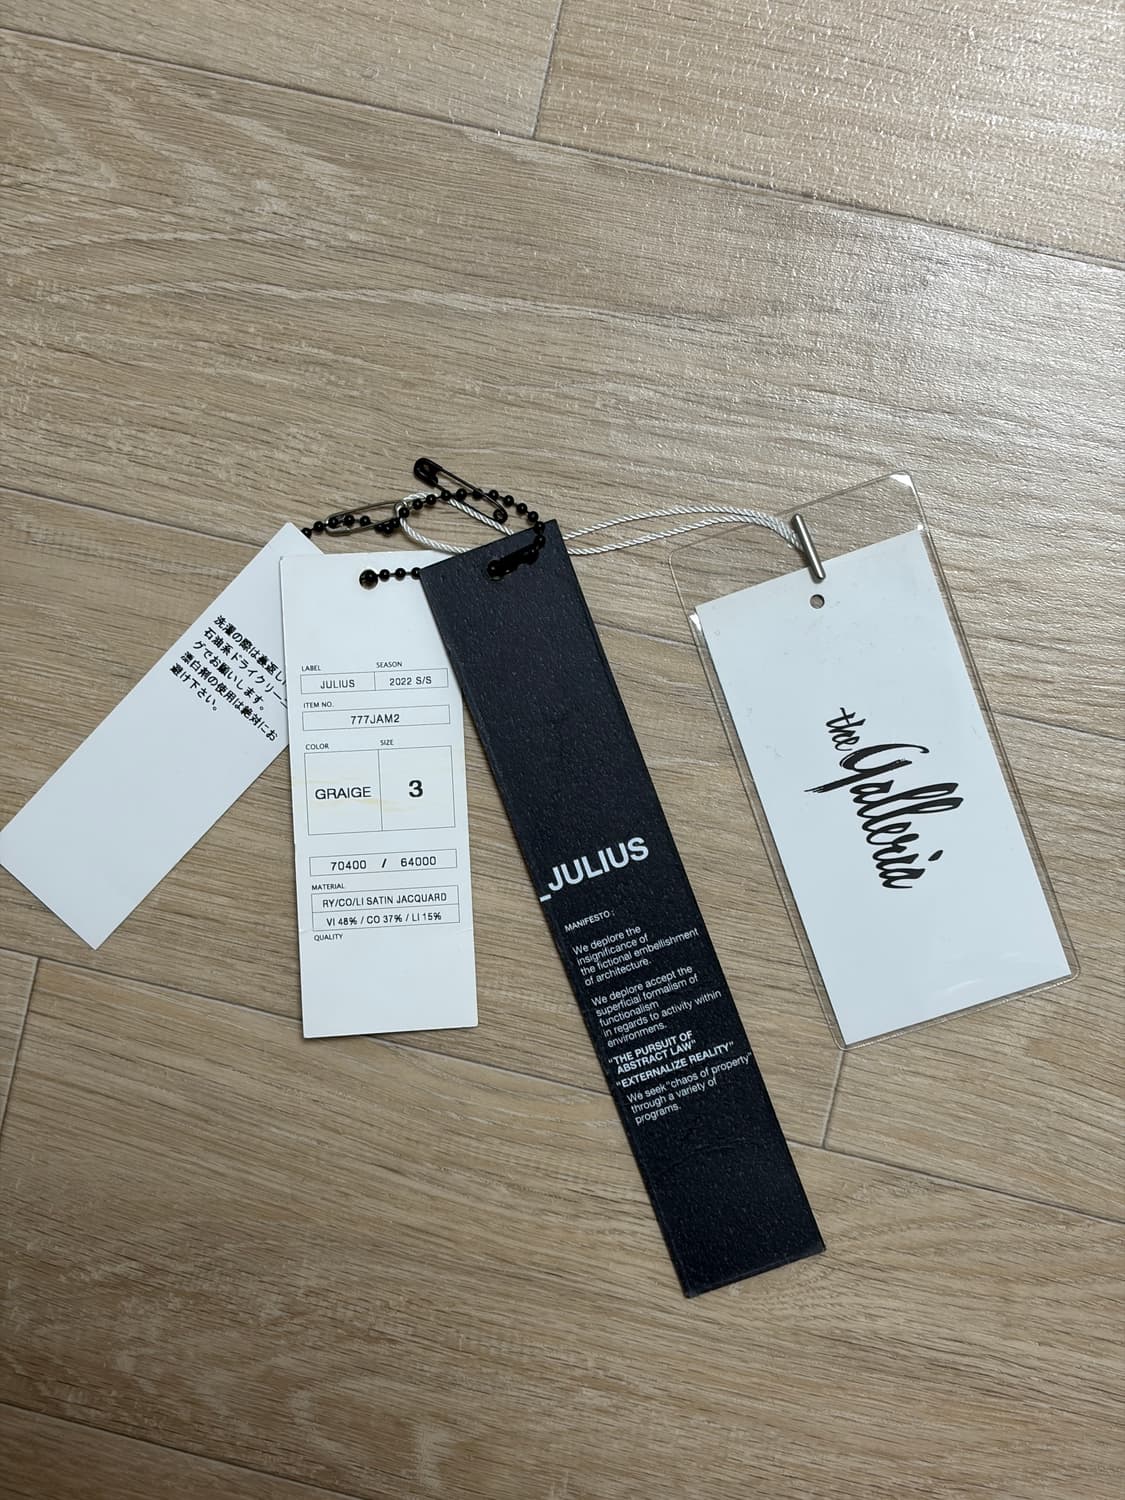 洗濯の際は裏返し
石油系ドライクリーニ
グでお願いします。
漂白剤の使用は絶対にお
避け下さい。
LABEL SEASON
JULIUS 2022 S/S
ITEM NO.
777JAM2
COLOR SIZE
GRAIGE 3
70400 / 64000
MATERIAL
RY/CO/LI SATIN JACQUARD
VI 48% / CO 37% / LI 15%
QUALITY
_JULIUS
MANIFESTO :
We deplore the
insignificance of
the fictional embellishment
of architecture.
We deplore accept the
superficial formalism of
functionalism
in regards to activity within
environmens.
"THE PURSUIT OF
ABSTRACT LAW"
"EXTERNALIZE REALITY"
We seek "chaos of property"
through a variety of
programs.
the Galleria